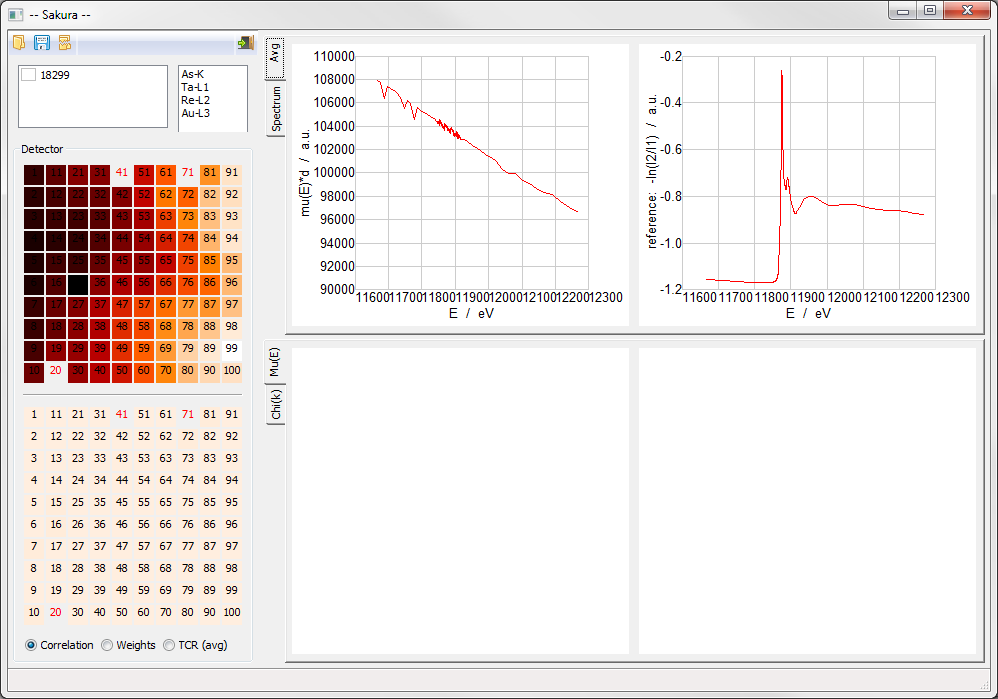 -- Sakura --
18299
As-K
Ta-L1
Re-L2
Au-L3
Detector
1 11 21 31 41 51 61 71 81 91
2 12 22 32 42 52 62 72 82 92
3 13 23 33 43 53 63 73 83 93
4 14 24 34 44 54 64 74 84 94
5 15 25 35 45 55 65 75 85 95
6 16 36 46 56 66 76 86 96
7 17 27 37 47 57 67 77 87 97
8 18 28 38 48 58 68 78 88 98
9 19 29 39 49 59 69 79 89 99
10 20 30 40 50 60 70 80 90 100
1 11 21 31 41 51 61 71 81 91
2 12 22 32 42 52 62 72 82 92
3 13 23 33 43 53 63 73 83 93
4 14 24 34 44 54 64 74 84 94
5 15 25 35 45 55 65 75 85 95
6 16 26 36 46 56 66 76 86 96
7 17 27 37 47 57 67 77 87 97
8 18 28 38 48 58 68 78 88 98
9 19 29 39 49 59 69 79 89 99
10 20 30 40 50 60 70 80 90 100
Correlation Weights TCR (avg)
Avg
Spectrum
mu(E)*d / a.u.
110000
108000
106000
104000
102000
100000
98000
96000
94000
92000
90000
11600 11700 11800 11900 12000 12100 12200 12300
E / eV
reference: -ln(I2/I1) / a.u.
-0.2
-0.4
-0.6
-0.8
-1.0
-1.2
11600 11700 11800 11900 12000 12100 12200 12300
E / eV
Mu(E)
Chi(k)